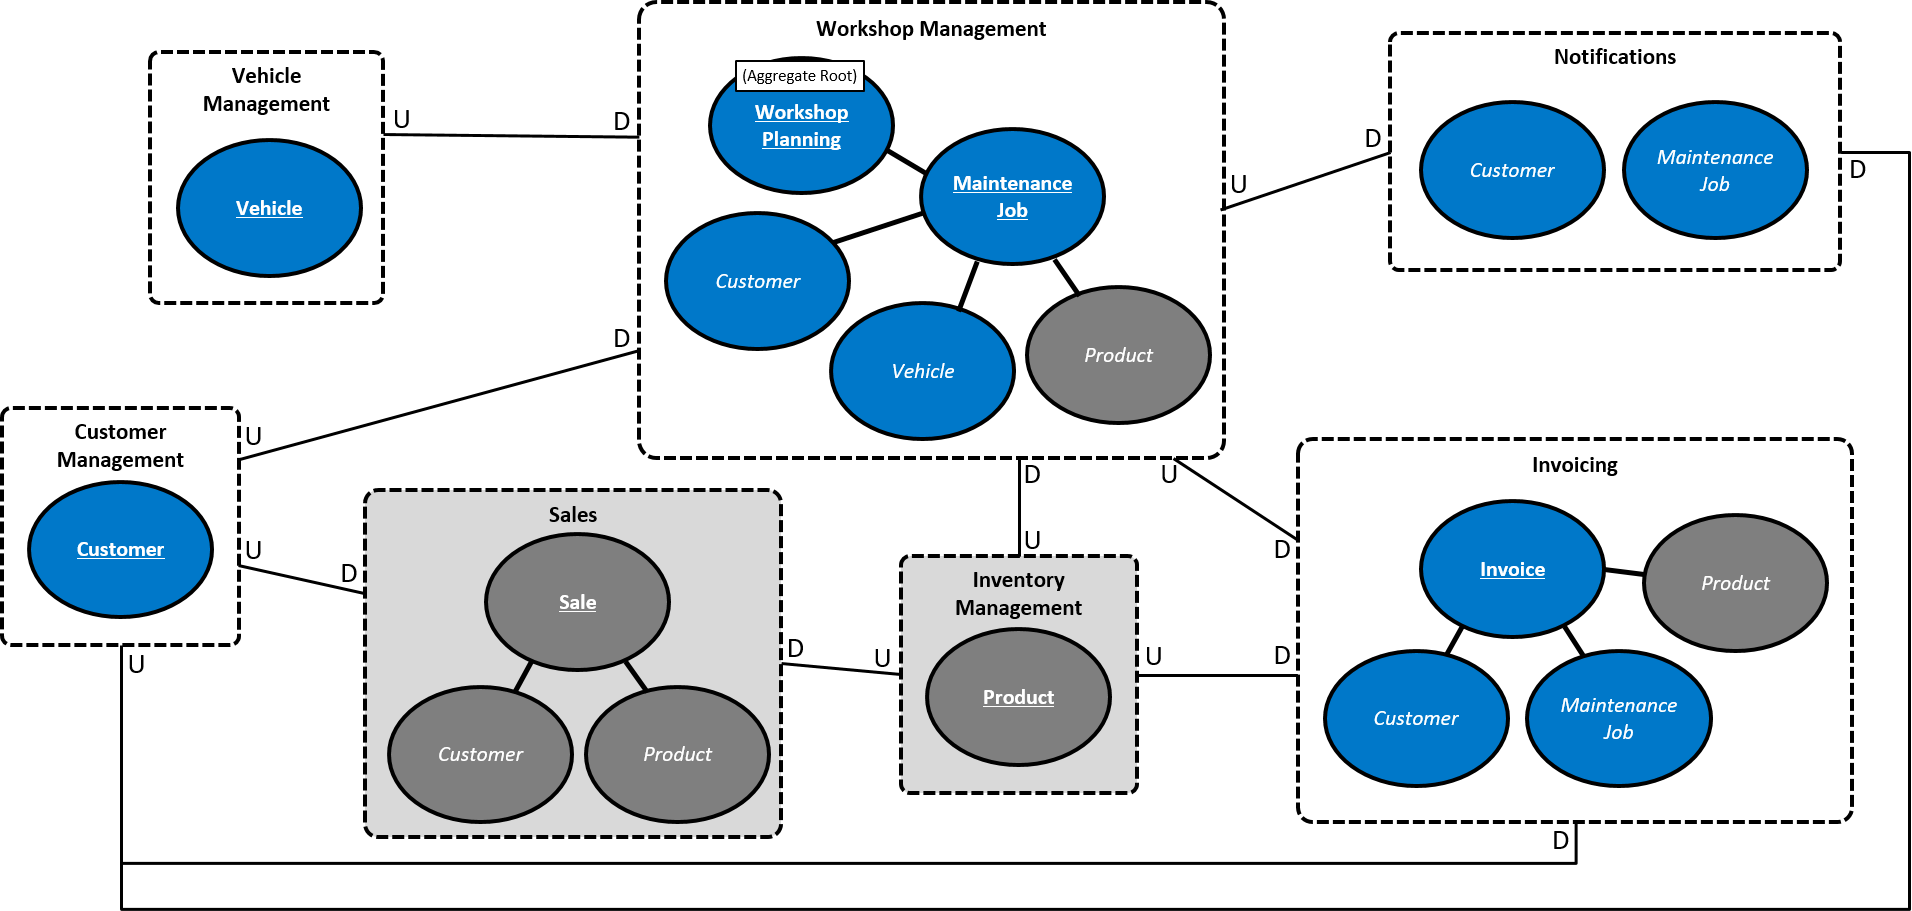 Workshop Management
(Aggregate Root)
Workshop
Planning
Maintenance
Job
Customer
Vehicle
Product
Vehicle
Management
Vehicle
Notifications
Customer
Maintenance
Job
U
D
D
U
D
D
U
Customer
Management
Customer
U
D
U
Sales
Sale
Customer
Product
D
U
D
U
Inventory
Management
Product
U
D
U
D
Invoicing
Invoice
Product
Customer
Maintenance
Job
U
D